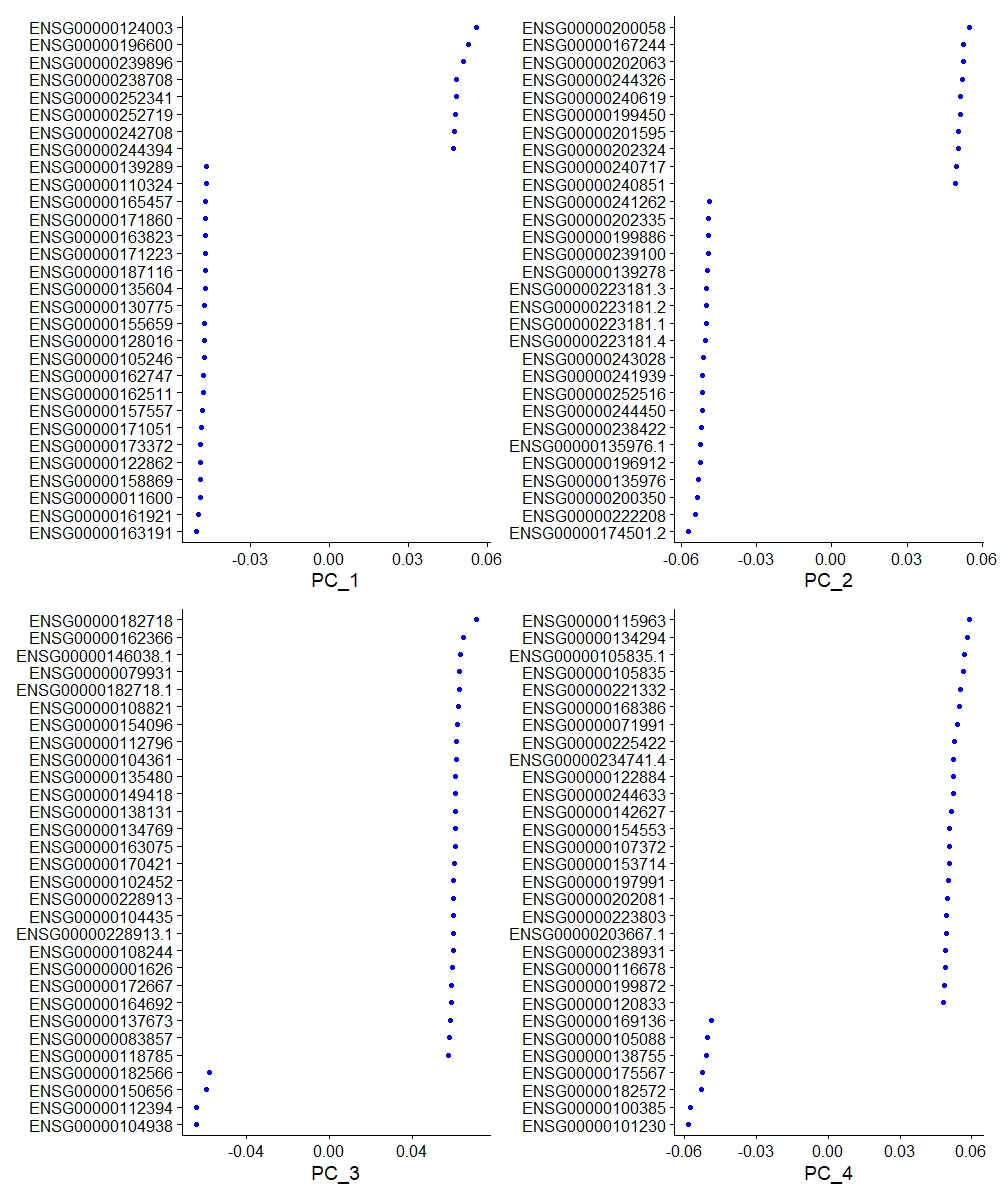 ENSG00000124003
ENSG00000196600
ENSG00000239896
ENSG00000238708
ENSG00000252341
ENSG00000252719
ENSG00000242708
ENSG00000244394
ENSG00000139289
ENSG00000110324
ENSG00000165457
ENSG00000171860
ENSG00000163823
ENSG00000171223
ENSG00000187116
ENSG00000135604
ENSG00000130775
ENSG00000155659
ENSG00000128016
ENSG00000105246
ENSG00000162747
ENSG00000162511
ENSG00000157557
ENSG00000171051
ENSG00000173372
ENSG00000122862
ENSG00000158869
ENSG00000011600
ENSG00000161921
ENSG00000163191
-0.03 0.00 0.03 0.06
PC_1
ENSG00000200058
ENSG00000167244
ENSG00000202063
ENSG00000244326
ENSG00000240619
ENSG00000199450
ENSG00000201595
ENSG00000202324
ENSG00000240717
ENSG00000240851
ENSG00000241262
ENSG00000202335
ENSG00000199886
ENSG00000239100
ENSG00000139278
ENSG00000223181.3
ENSG00000223181.2
ENSG00000223181.1
ENSG00000223181.4
ENSG00000243028
ENSG00000241939
ENSG00000252516
ENSG00000244450
ENSG00000238422
ENSG00000135976.1
ENSG00000196912
ENSG00000135976
ENSG00000200350
ENSG00000222208
ENSG00000174501.2
-0.06 -0.03 0.00 0.03 0.06
PC_2
ENSG00000182718
ENSG00000162366
ENSG00000146038.1
ENSG00000079931
ENSG00000182718.1
ENSG00000108821
ENSG00000154096
ENSG00000112796
ENSG00000104361
ENSG00000135480
ENSG00000149418
ENSG00000138131
ENSG00000134769
ENSG00000163075
ENSG00000170421
ENSG00000102452
ENSG00000228913
ENSG00000104435
ENSG00000228913.1
ENSG00000108244
ENSG00000001626
ENSG00000172667
ENSG00000164692
ENSG00000137673
ENSG00000083857
ENSG00000118785
ENSG00000182566
ENSG00000150656
ENSG00000112394
ENSG00000104938
-0.04 0.00 0.04
PC_3
ENSG00000115963
ENSG00000134294
ENSG00000105835.1
ENSG00000105835
ENSG00000221332
ENSG00000168386
ENSG00000071991
ENSG00000225422
ENSG00000234741.4
ENSG00000122884
ENSG00000244633
ENSG00000142627
ENSG00000154553
ENSG00000107372
ENSG00000153714
ENSG00000197991
ENSG00000202081
ENSG00000223803
ENSG00000203667.1
ENSG00000238931
ENSG00000116678
ENSG00000199872
ENSG00000120833
ENSG00000169136
ENSG00000105088
ENSG00000138755
ENSG00000175567
ENSG00000182572
ENSG00000100385
ENSG00000101230
-0.06 -0.03 0.00 0.03 0.06
PC_4